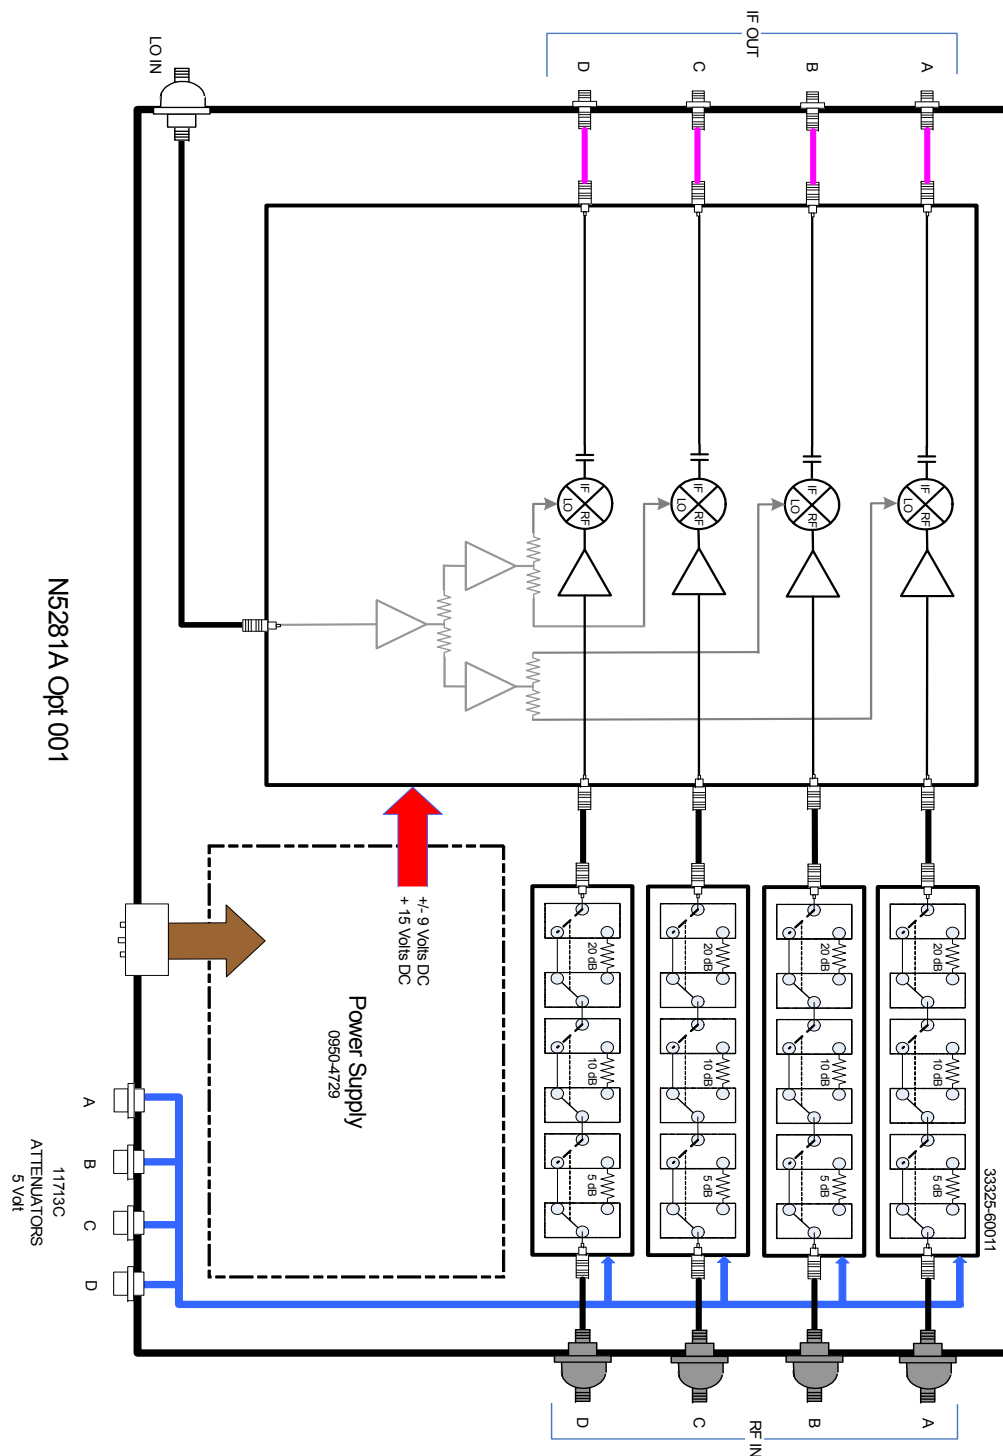 RF IN
A
B
C
D
33325-60011
5 dB
10 dB
20 dB
5 dB
10 dB
20 dB
5 dB
10 dB
20 dB
5 dB
10 dB
20 dB
IF
RF
LO
IF
RF
LO
IF
RF
LO
IF
RF
LO
IF OUT
A
B
C
D
LO IN
+/- 9 Volts DC
+ 15 Volts DC
Power Supply
0950-4729
A
B
C
D
11713C
ATTENUATORS
5 Volt
N5281A Opt 001